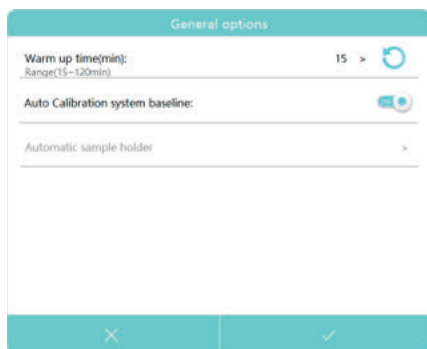 General options
Warm up time(min): 15 >
Range(15~120min)
Auto Calibration system baseline:
Automatic sample holder >